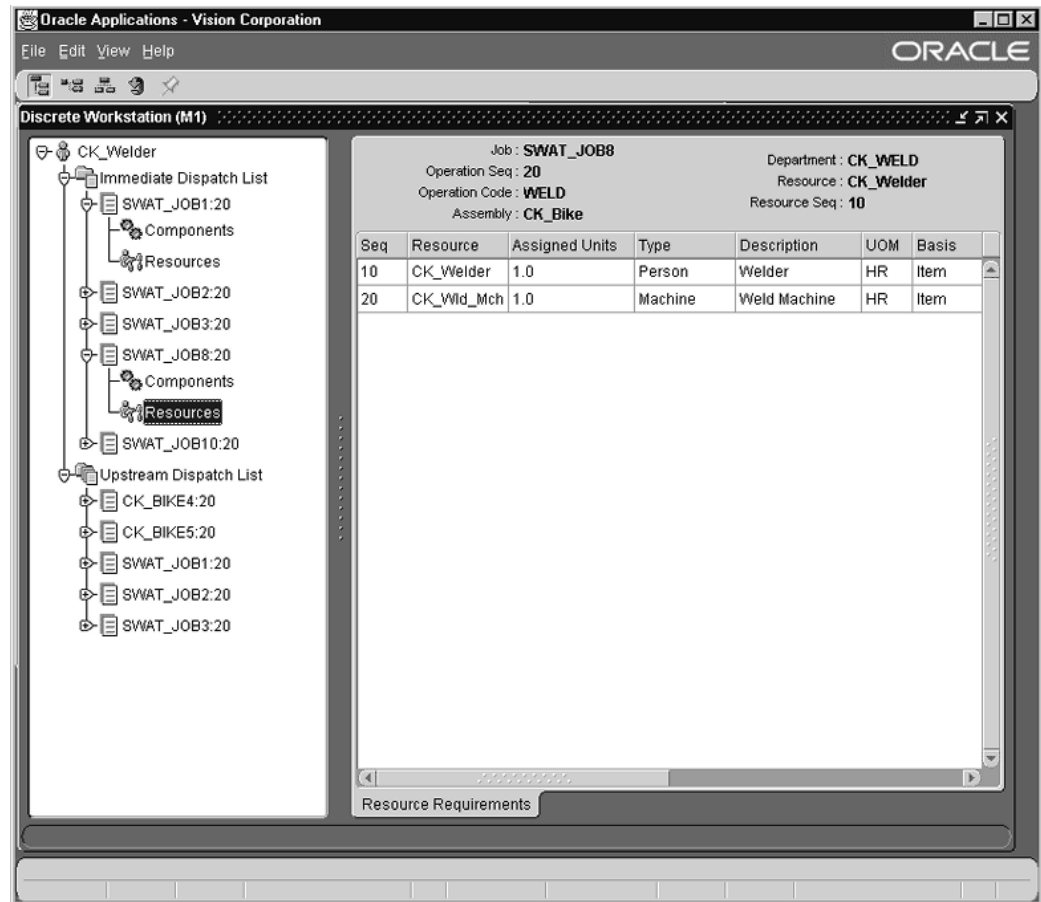 Oracle Applications - Vision Corporation
File Edit View Help
ORACLE
Discrete Workstation (M1)
CK_Welder
Immediate Dispatch List
SWAT_JOB1:20
Components
Resources
SWAT_JOB2:20
SWAT_JOB3:20
SWAT_JOB8:20
Components
Resources
SWAT_JOB10:20
Upstream Dispatch List
CK_BIKE4:20
CK_BIKE5:20
SWAT_JOB1:20
SWAT_JOB2:20
SWAT_JOB3:20
Job : SWAT_JOB8
Operation Seq : 20
Operation Code : WELD
Assembly : CK_Bike
Department : CK_WELD
Resource : CK_Welder
Resource Seq : 10
Seq Resource Assigned Units Type Description UOM Basis
10 CK_Welder 1.0 Person Welder HR Item
20 CK_Wld_Mch 1.0 Machine Weld Machine HR Item
Resource Requirements